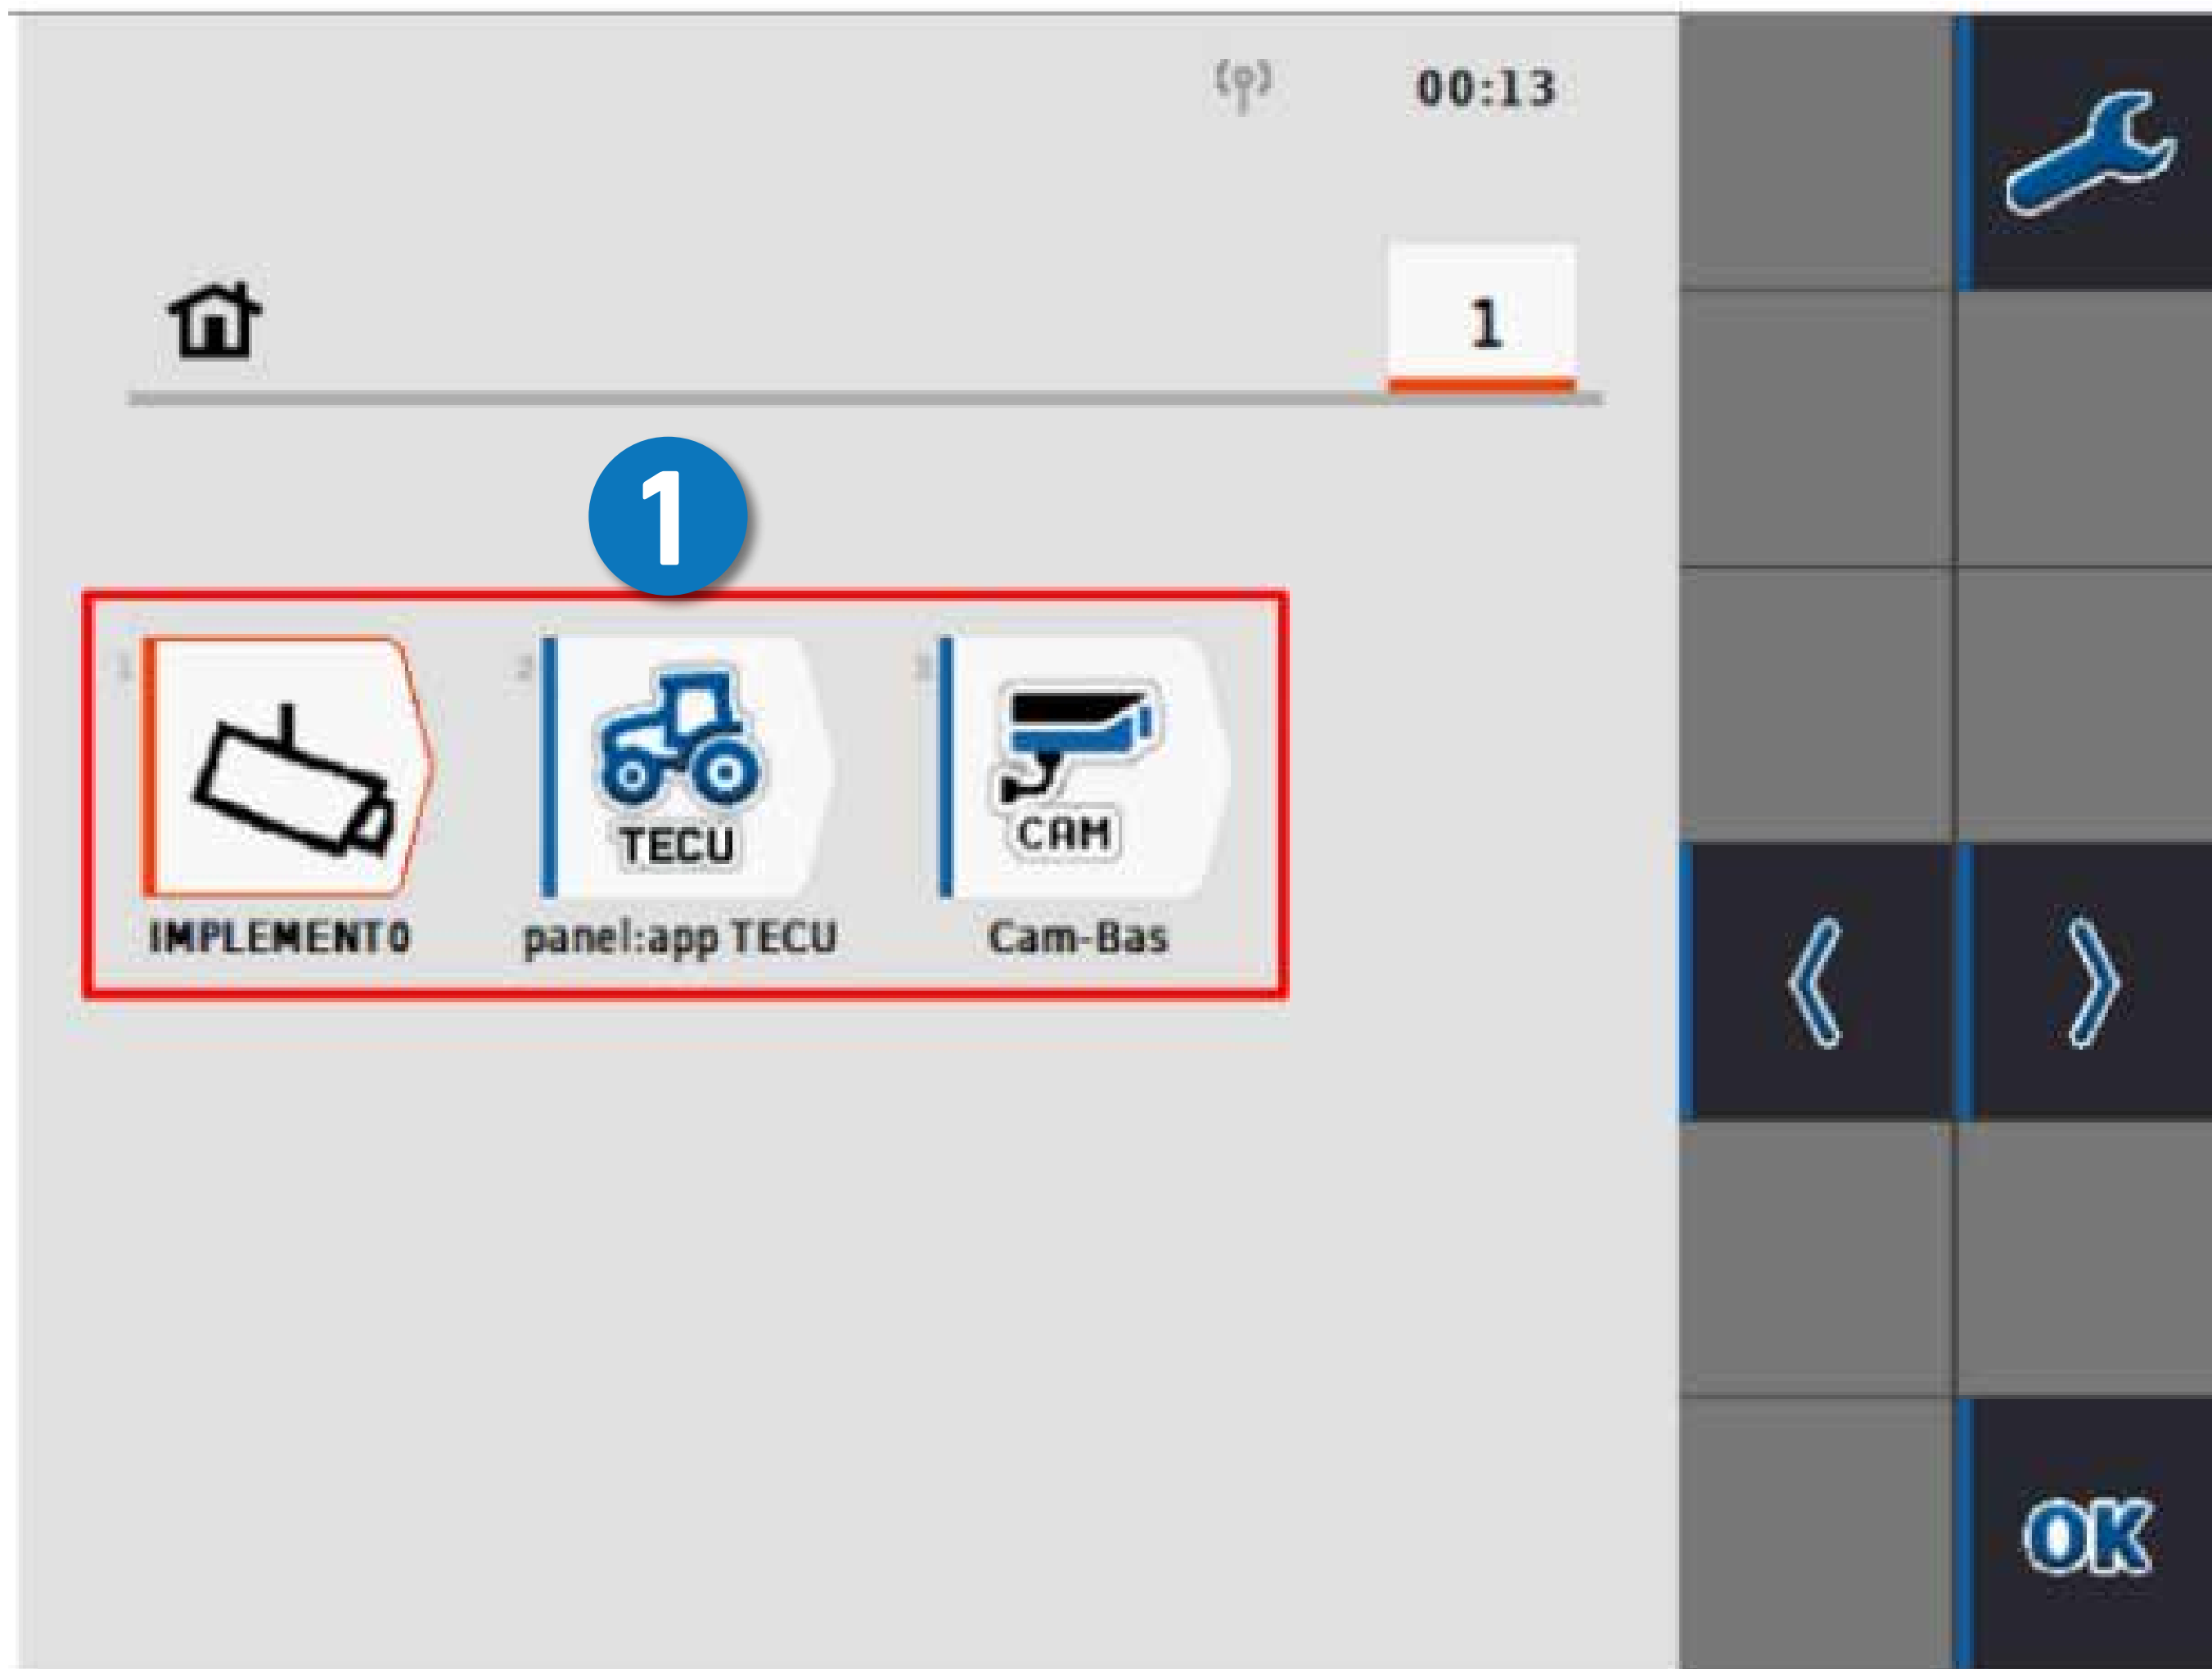 00:13
1
1
TECU
CAM
IMPLEMENTO
panel:app TECU
Cam-Bas
OK